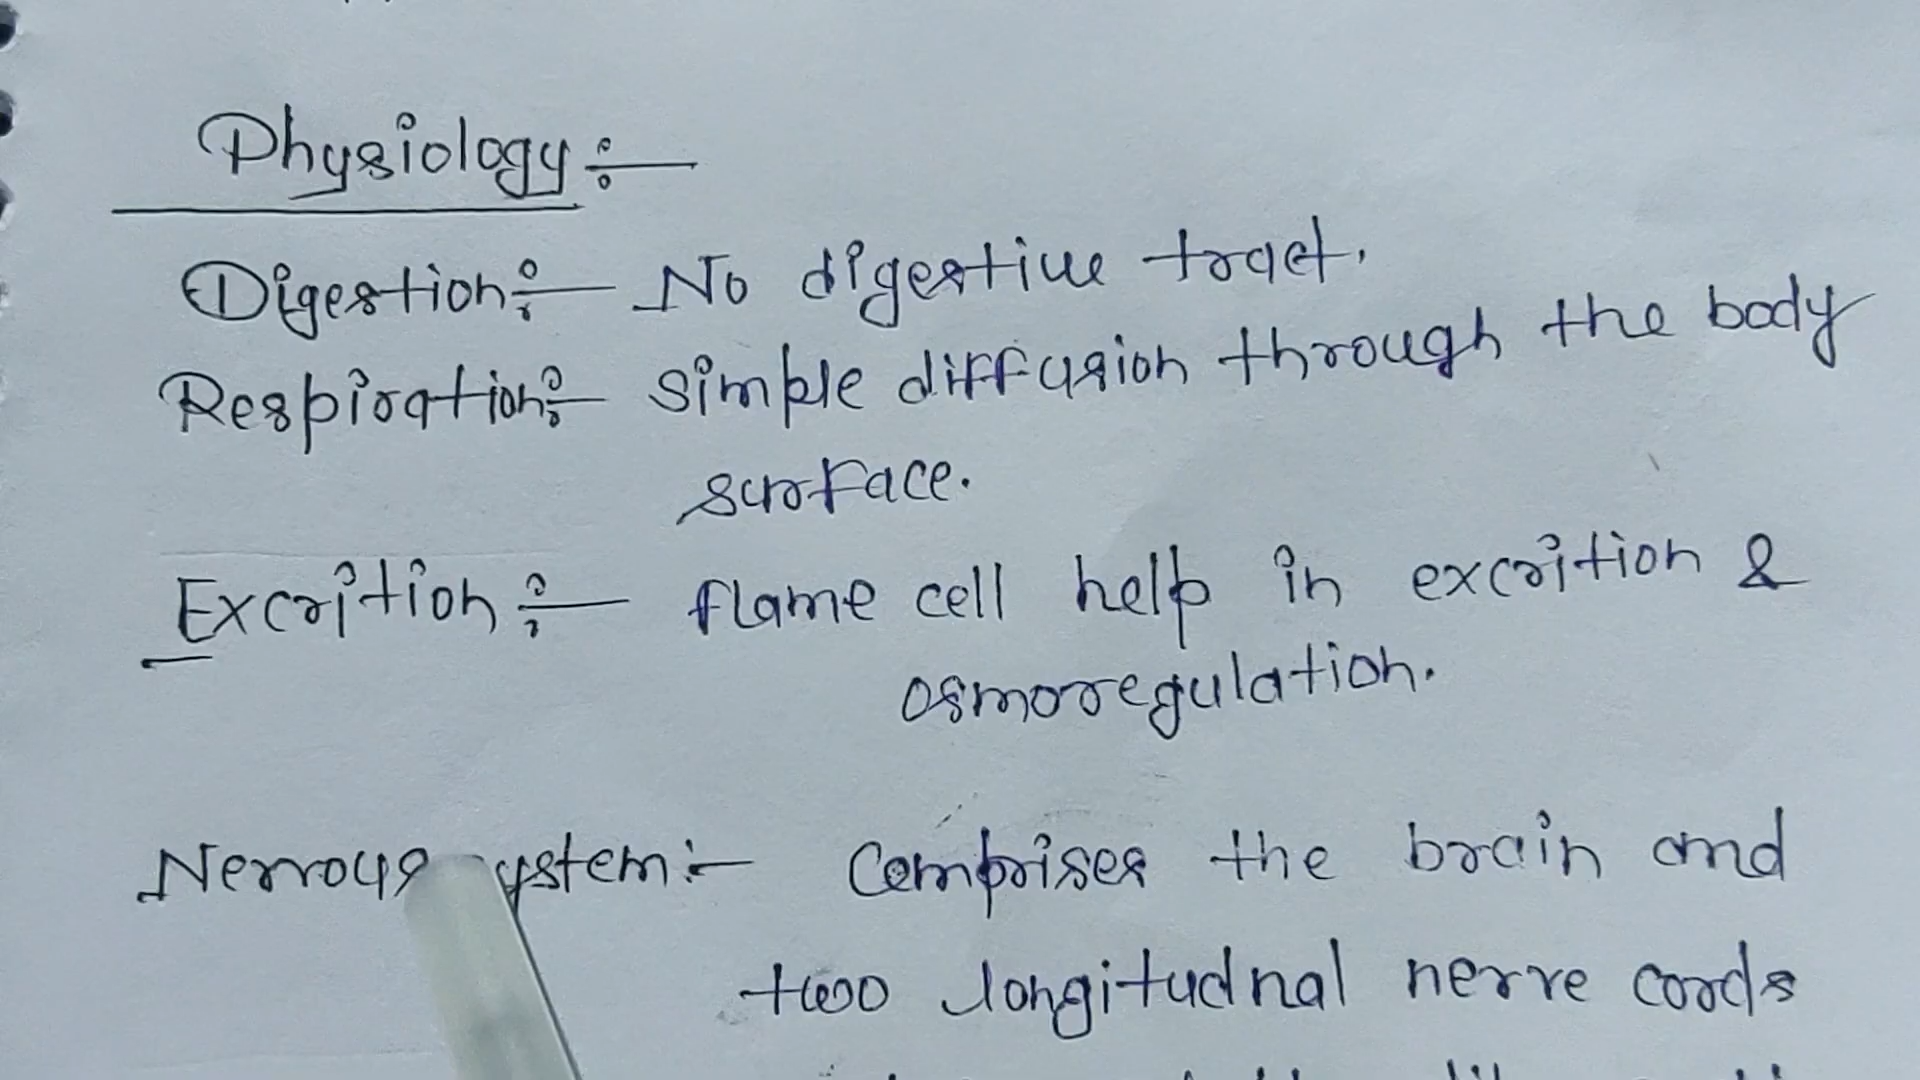 Physiology:-
Digestion:- No digestive tract.
Respiration:- simple diffusion through the body
surface.
Excrition:- flame cell help in excrition &
osmoregulation.
Nervous system:- Comprises the brain and
two longitudnal nerve cords